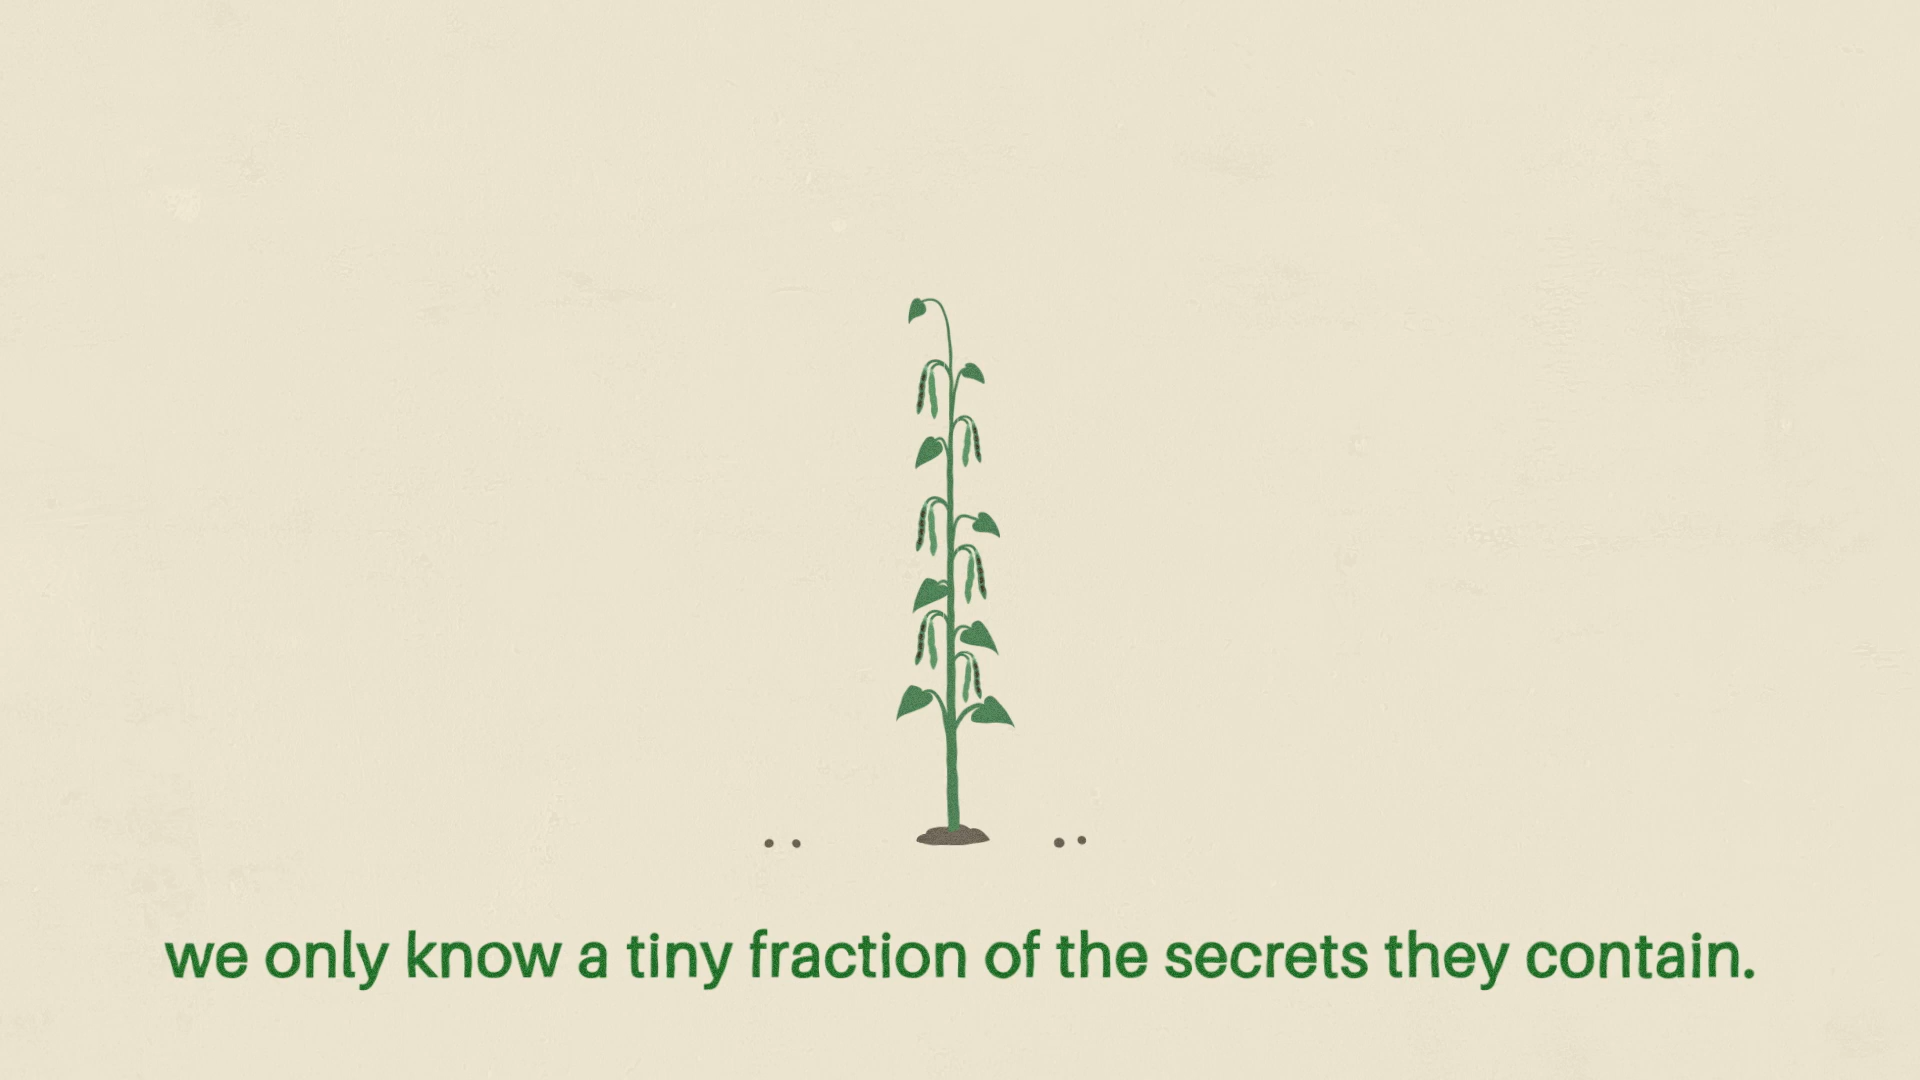 we only know a tiny fraction of the secrets they contain.